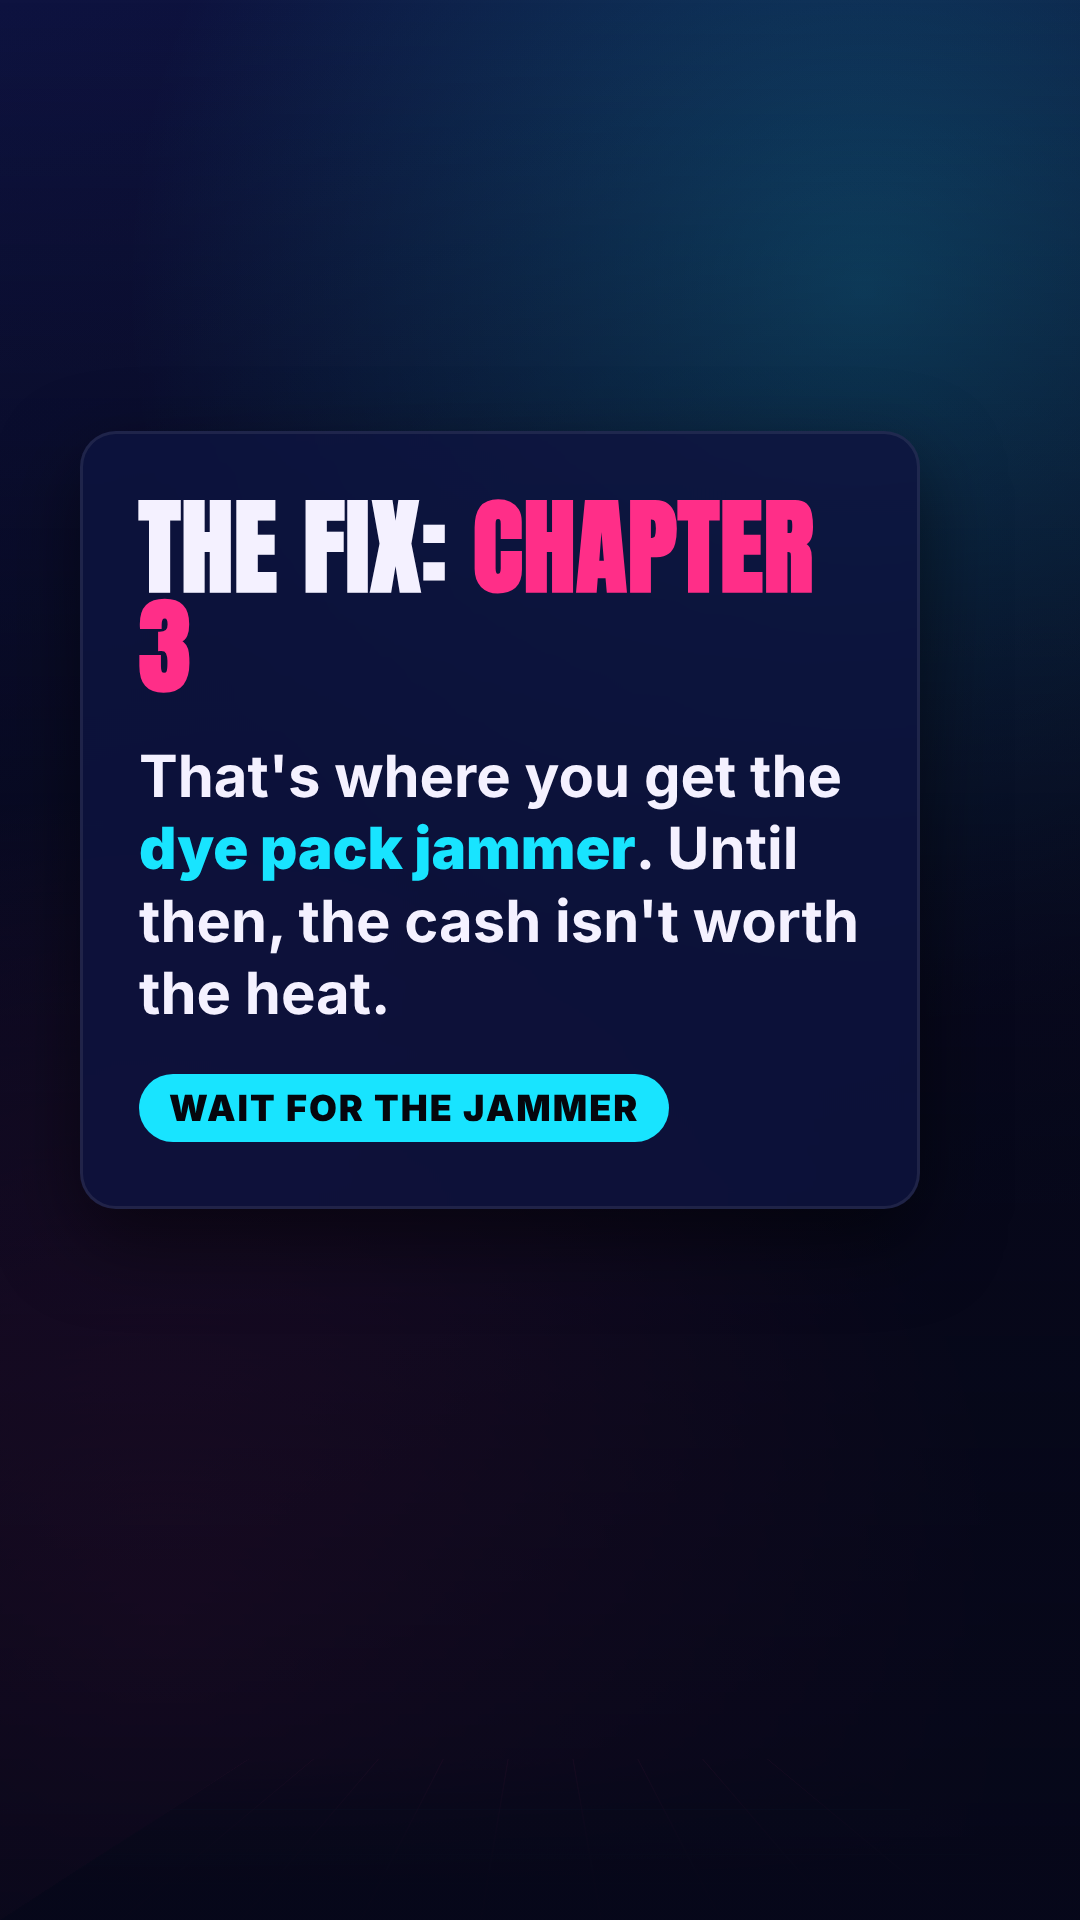 THE FIX: CHAPTER
3
That's where you get the
dye pack jammer. Until
then, the cash isn't worth
the heat.
WAIT FOR THE JAMMER